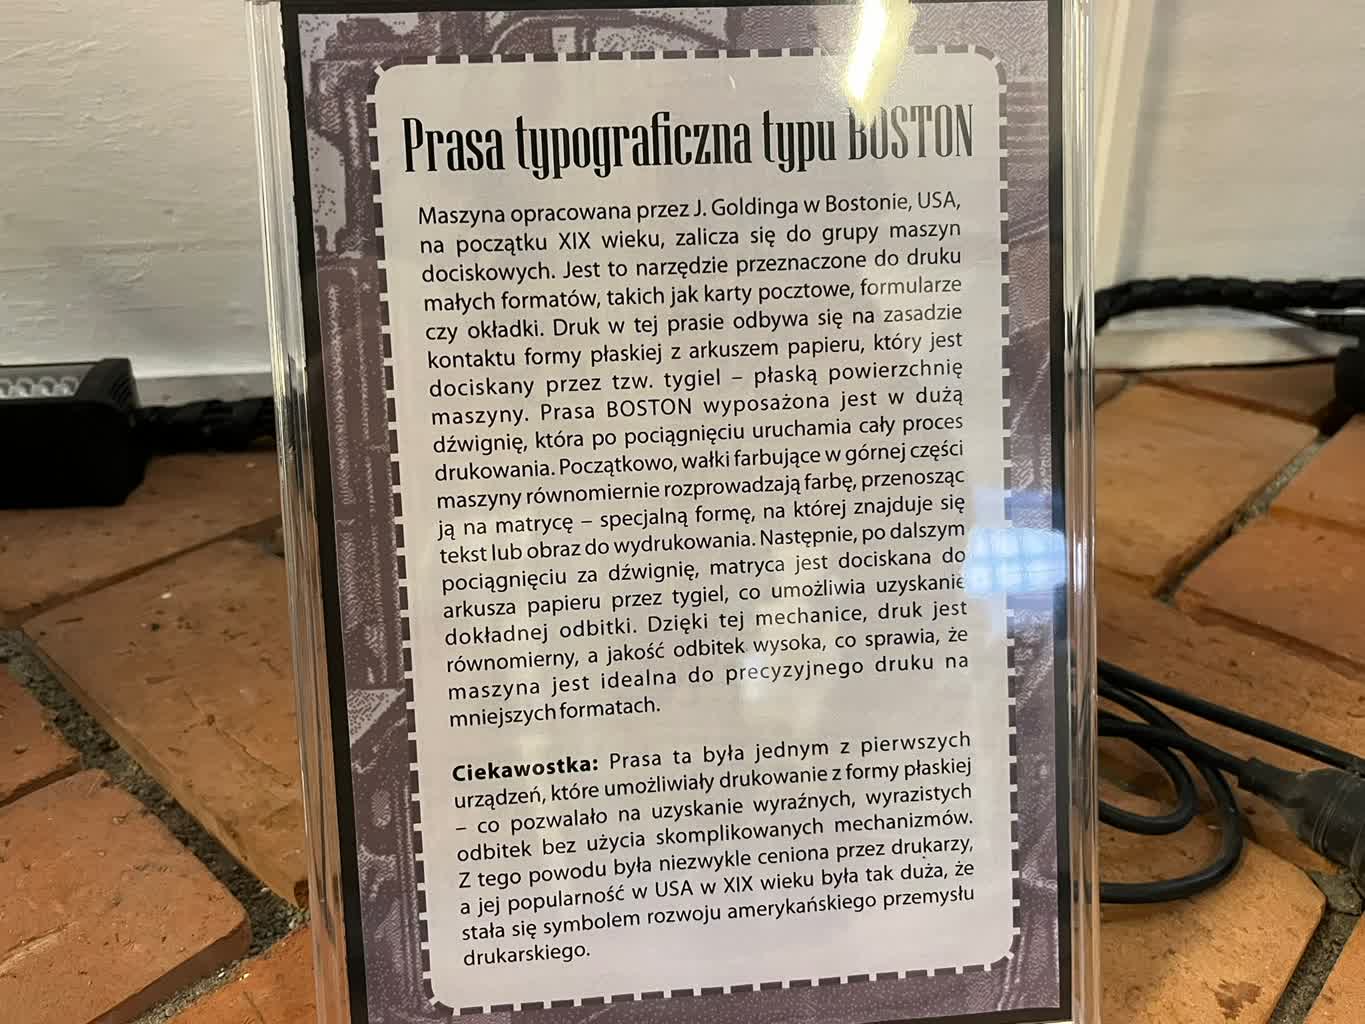 Prasa typograficzna typu BOSTON
Maszyna opracowana przez J. Goldinga w Bostonie, USA,
na początku XIX wieku, zalicza się do grupy maszyn
dociskowych. Jest to narzędzie przeznaczone do druku
małych formatów, takich jak karty pocztowe, formularze
czy okładki. Druk w tej prasie odbywa się na zasadzie
kontaktu formy płaskiej z arkuszem papieru, który jest
dociskany przez tzw. tygiel – płaską powierzchnię
maszyny. Prasa BOSTON wyposażona jest w dużą
dźwignię, która po pociągnięciu uruchamia cały proces
drukowania. Początkowo, wałki farbujące w górnej części
maszyny równomiernie rozprowadzają farbę, przenosząc
ją na matrycę – specjalną formę, na której znajduje się
tekst lub obraz do wydrukowania. Następnie, po dalszym
pociągnięciu za dźwignię, matryca jest dociskana do
arkusza papieru przez tygiel, co umożliwia uzyskanie
dokładnej odbitki. Dzięki tej mechanice, druk jest
równomierny, a jakość odbitek wysoka, co sprawia, że
maszyna jest idealna do precyzyjnego druku na
mniejszych formatach.
Ciekawostka: Prasa ta była jednym z pierwszych
urządzeń, które umożliwiały drukowanie z formy płaskiej
– co pozwalało na uzyskanie wyraźnych, wyrazistych
odbitek bez użycia skomplikowanych mechanizmów.
Z tego powodu była niezwykle ceniona przez drukarzy,
a jej popularność w USA w XIX wieku była tak duża, że
stała się symbolem rozwoju amerykańskiego przemysłu
drukarskiego.